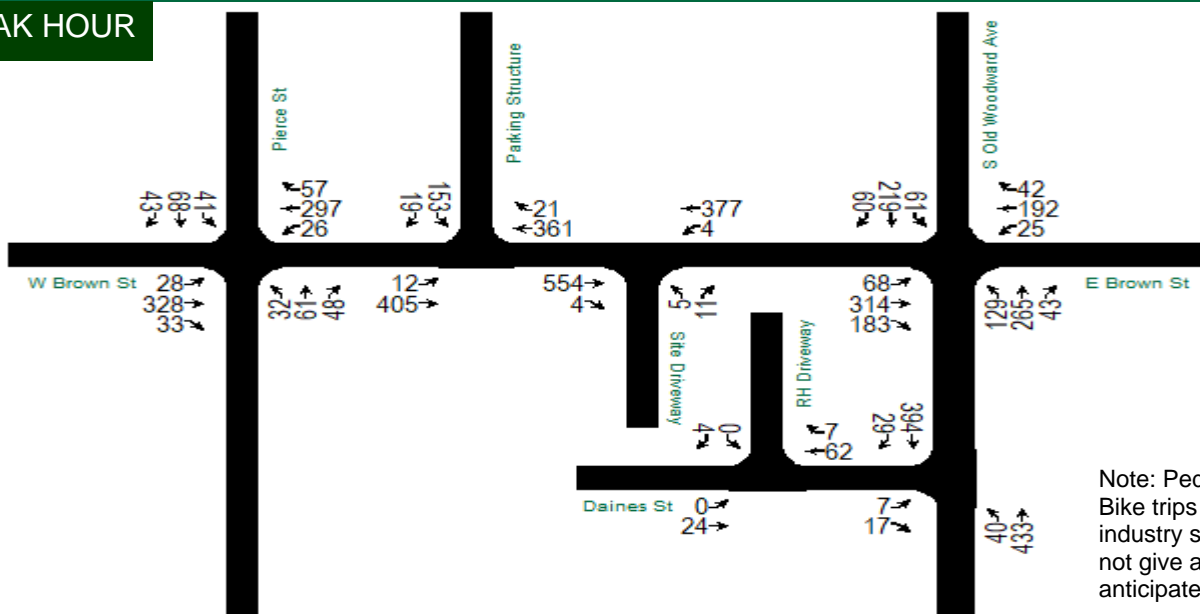 AK HOUR
Pierce St
Parking Structure
S Old Woodward Ave
43 68 41
57
297
26
19 153
21
361
377
4
60 219 61
42
192
25
W Brown St
28
328
33
32 61 48
12
405
554
4
5 11
68
314
183
129 265 43
E Brown St
Site Driveway
RH Driveway
4 0
7
62
29 394
Daines St
0
24
7
17
40 433
Note: Ped
Bike trips
industry s
not give a
anticipate